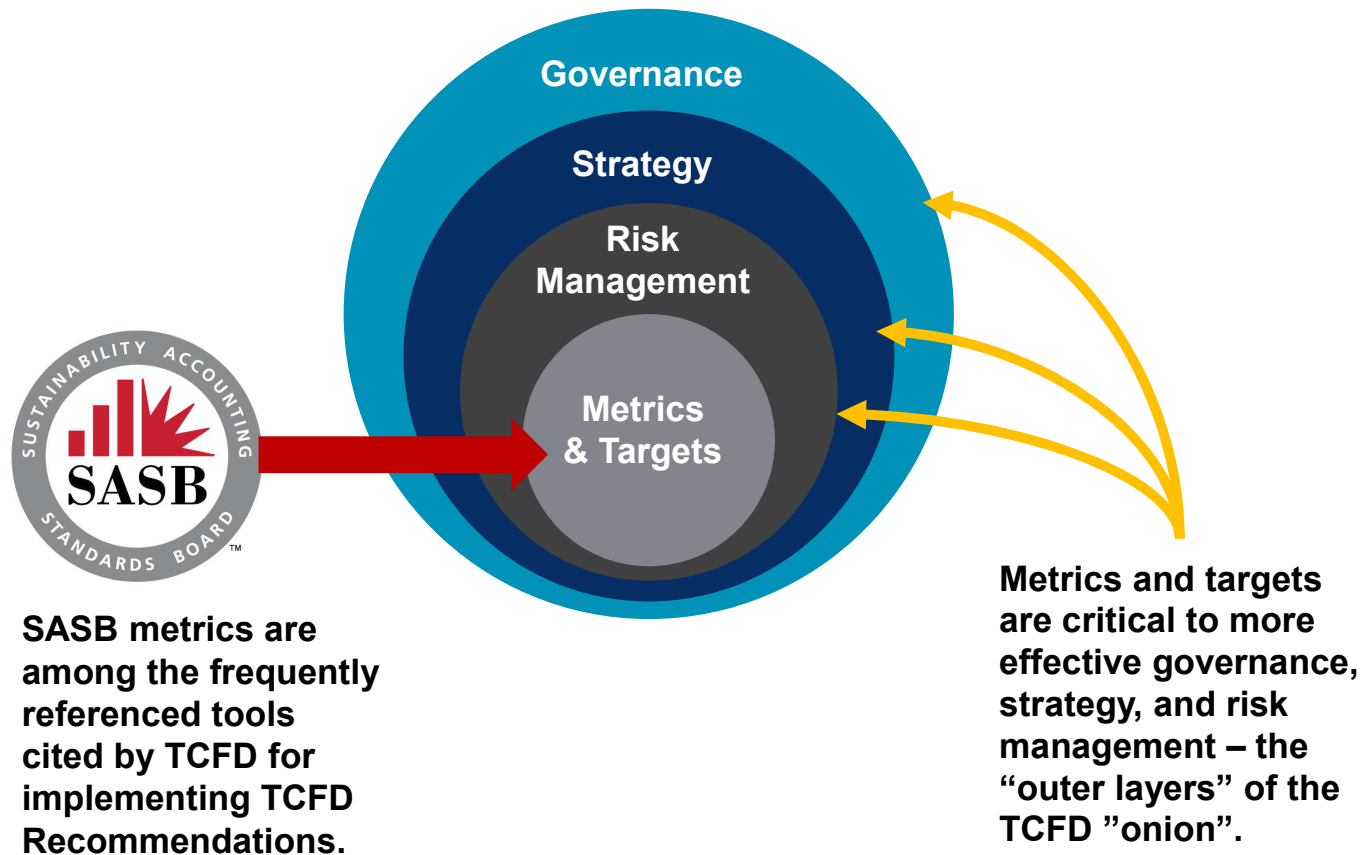 Governance
Strategy
Risk
Management
Metrics
& Targets
SUSTAINABILITY ACCOUNTING
SASB
STANDARDS BOARD
TM
SASB metrics are
among the frequently
referenced tools
cited by TCFD for
implementing TCFD
Recommendations.
Metrics and targets
are critical to more
effective governance,
strategy, and risk
management – the
“outer layers” of the
TCFD ”onion”.